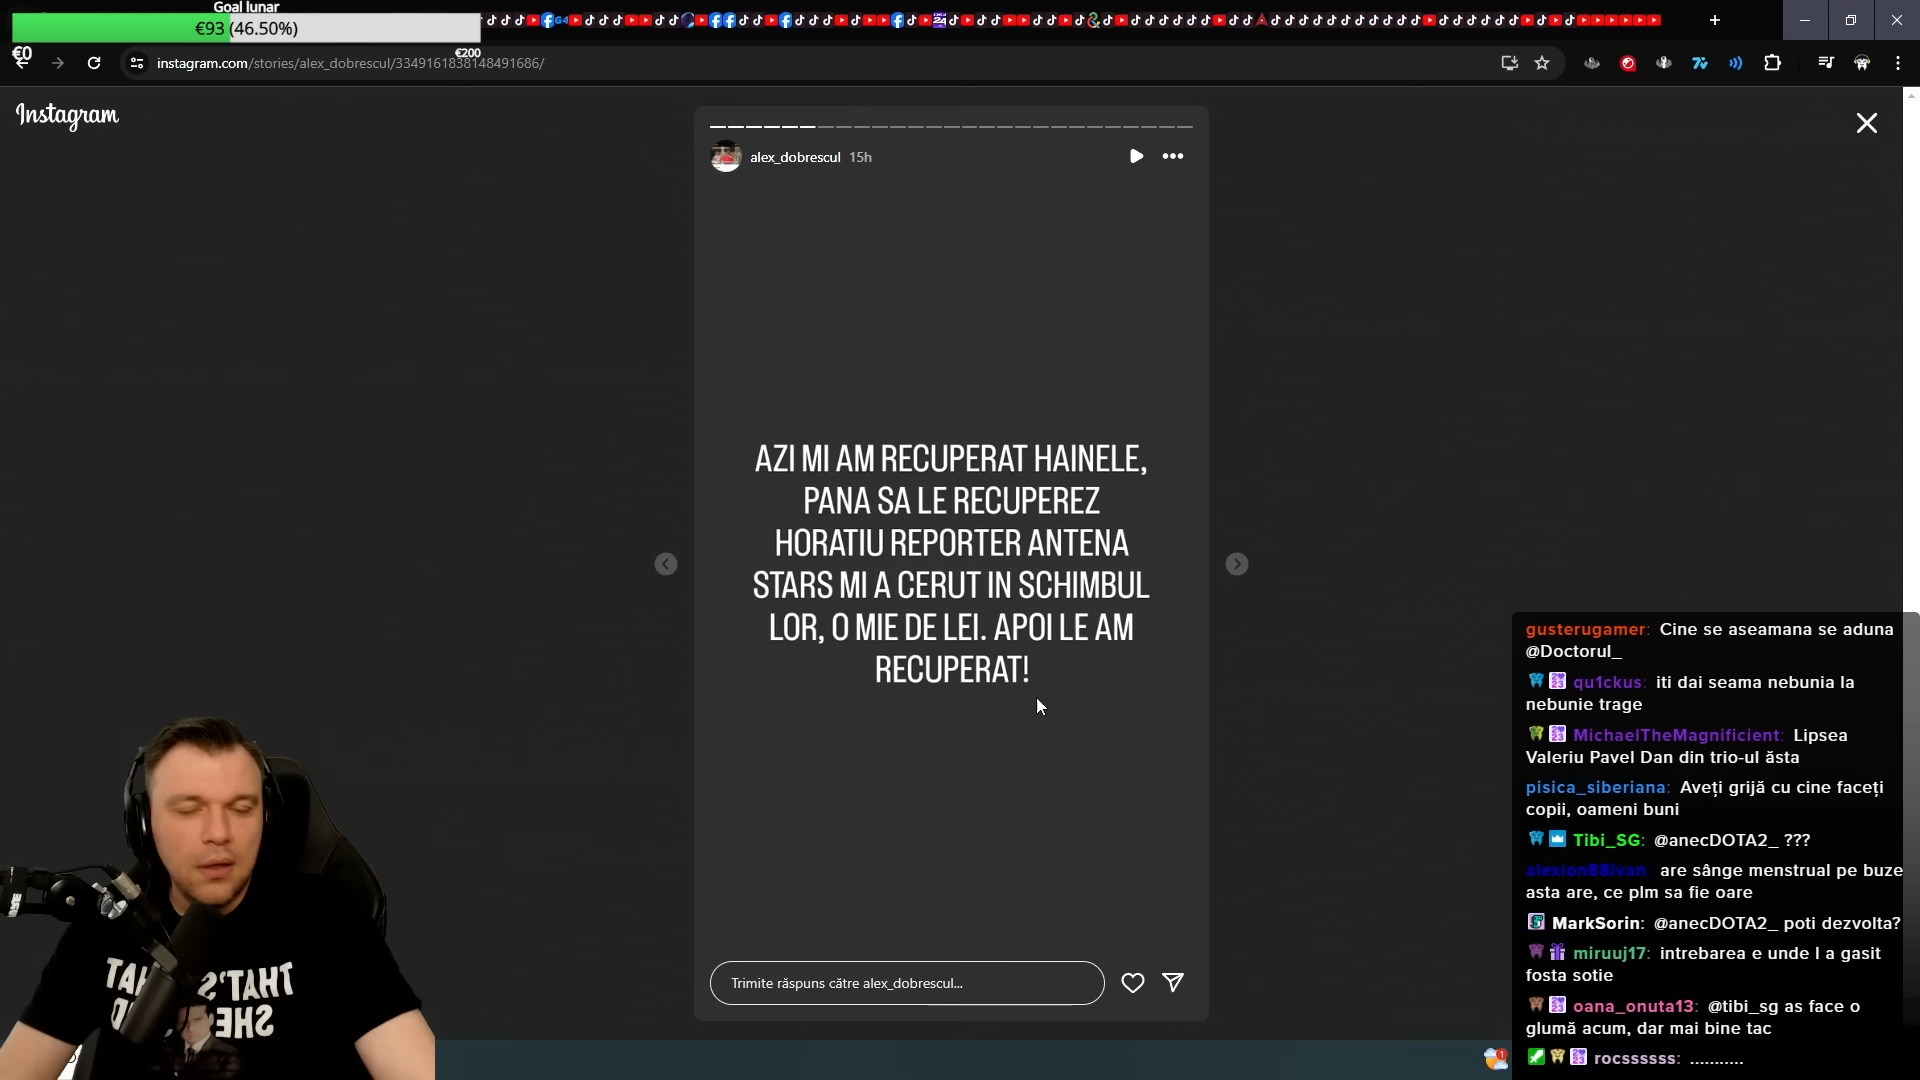 Goal lunar
€93 (46.50%)
€0
€200
instagram.com/stories/alex_dobrescul/3349161838148491686/
Instagram
alex_dobrescul 15h
AZI MI AM RECUPERAT HAINELE,
PANA SA LE RECUPEREZ
HORATIU REPORTER ANTENA
STARS MI A CERUT IN SCHIMBUL
LOR, O MIE DE LEI. APOI LE AM
RECUPERAT!
Trimite răspuns către alex_dobrescul...
gusterugamer: Cine se aseamana se aduna
@Doctorul_
qu1ckus: iti dai seama nebunia la
nebunie trage
MichaelTheMagnificient: Lipsea
Valeriu Pavel Dan din trio-ul ăsta
pisica_siberiana: Aveți grijă cu cine faceți
copii, oameni buni
Tibi_SG: @anecDOTA2_ ???
alexion88ivan are sânge menstrual pe buze
asta are, ce plm sa fie oare
MarkSorin: @anecDOTA2_ poti dezvolta?
miruuj17: intrebarea e unde l a gasit
fosta sotie
oana_onuta13: @tibi_sg as face o
glumă acum, dar mai bine tac
rocssssss: ...........
THAT'S
SHE